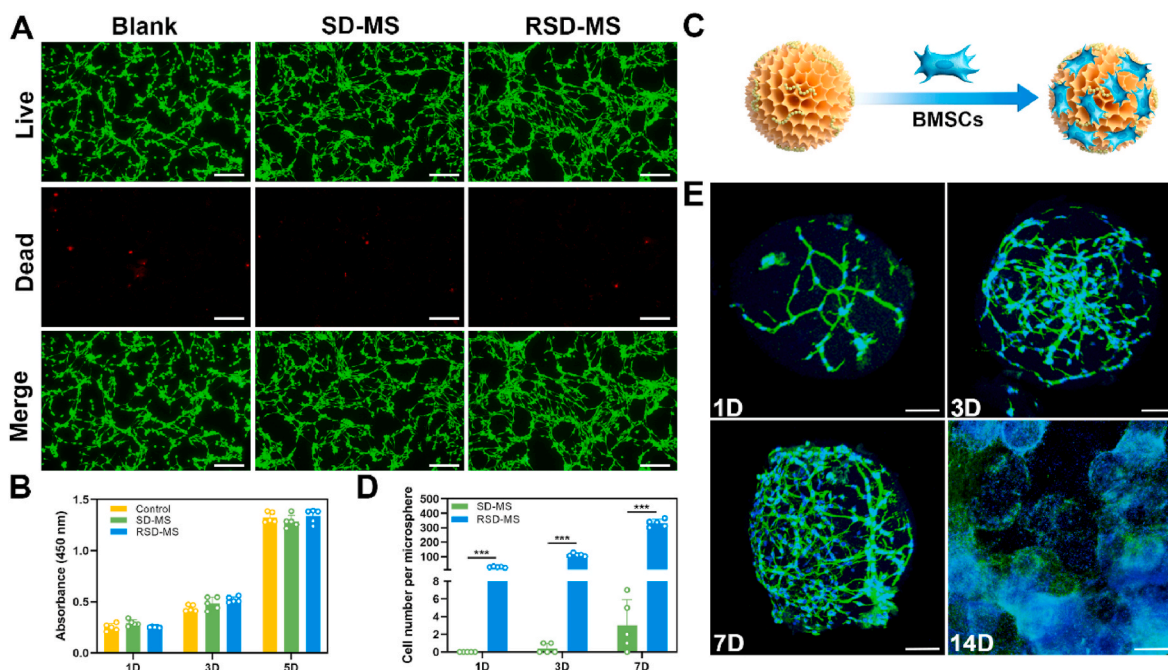 A
Blank
SD-MS
RSD-MS
Live
Dead
Merge
B
Absorbance (450 nm)
1.5
1.0
0.5
0.0
Control
SD-MS
RSD-MS
1D
3D
5D
C
BMSCs
D
Cell number per microsphere
500
400
300
200
100
8
6
4
2
0
SD-MS
RSD-MS
***
***
***
1D
3D
7D
E
1D
3D
7D
14D